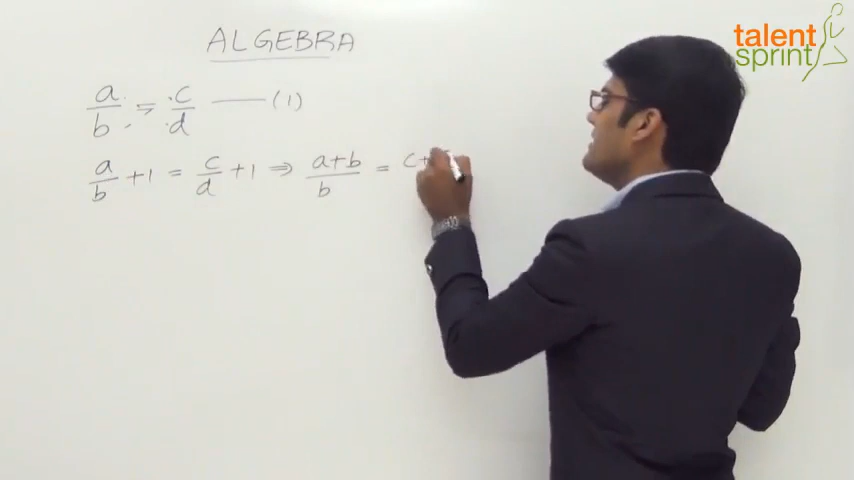 talent
sprint
ALGEBRA
a/b = c/d —— (1)
a/b + 1 = c/d + 1 ⇒ a+b/b = c+